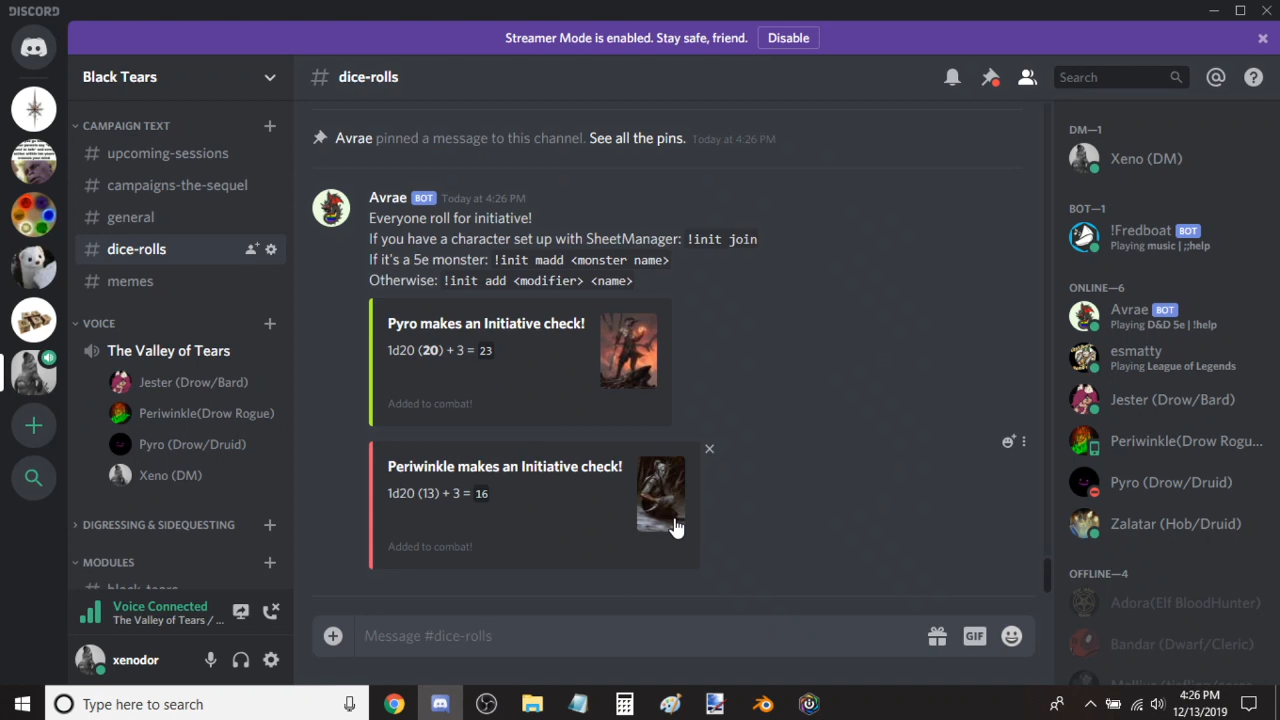 DISCORD
Streamer Mode is enabled. Stay safe, friend. Disable
Black Tears
# dice-rolls
Search
CAMPAIGN TEXT
# upcoming-sessions
# campaigns-the-sequel
# general
# dice-rolls
# memes
VOICE
The Valley of Tears
Jester (Drow/Bard)
Periwinkle(Drow Rogue)
Pyro (Drow/Druid)
Xeno (DM)
DIGRESSING & SIDEQUESTING
MODULES
# black-tears
Voice Connected
The Valley of Tears / ...
xenodor
Avrae pinned a message to this channel. See all the pins. Today at 4:26 PM
Avrae BOT Today at 4:26 PM
Everyone roll for initiative!
If you have a character set up with SheetManager: !init join
If it's a 5e monster: !init madd <monster name>
Otherwise: !init add <modifier> <name>
Pyro makes an Initiative check!
1d20 (20) + 3 = 23
Added to combat!
Periwinkle makes an Initiative check!
1d20 (13) + 3 = 16
Added to combat!
Message #dice-rolls
GIF
DM—1
Xeno (DM)
BOT—1
!Fredboat BOT
Playing music | ;;help
ONLINE—6
Avrae BOT
Playing D&D 5e | !help
esmatty
Playing League of Legends
Jester (Drow/Bard)
Periwinkle(Drow Rogu...
Pyro (Drow/Druid)
Zalatar (Hob/Druid)
OFFLINE—4
Adora(Elf BloodHunter)
Bandar (Dwarf/Cleric)
Type here to search
4:26 PM
12/13/2019